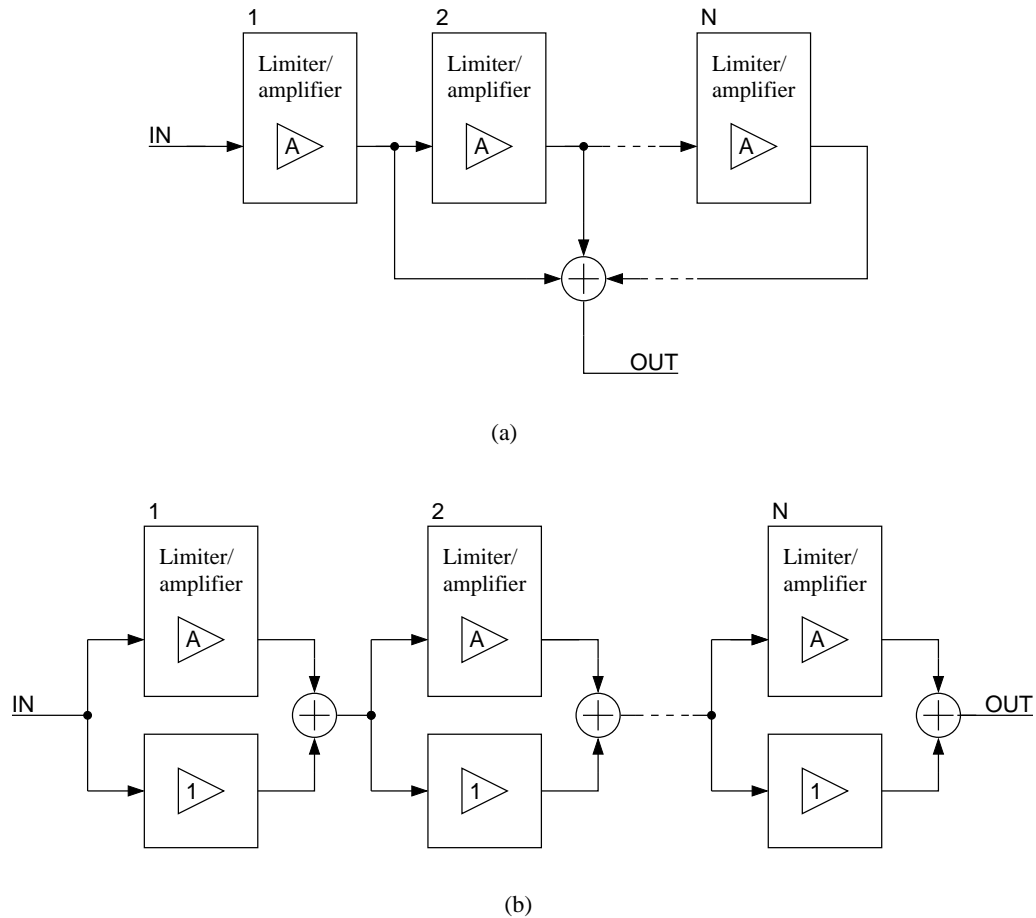 1 2 N
Limiter/ Limiter/ Limiter/
amplifier amplifier amplifier
IN A A A
OUT
(a)
1 2 N
Limiter/ Limiter/ Limiter/
amplifier amplifier amplifier
A A A
IN OUT
1 1 1
(b)